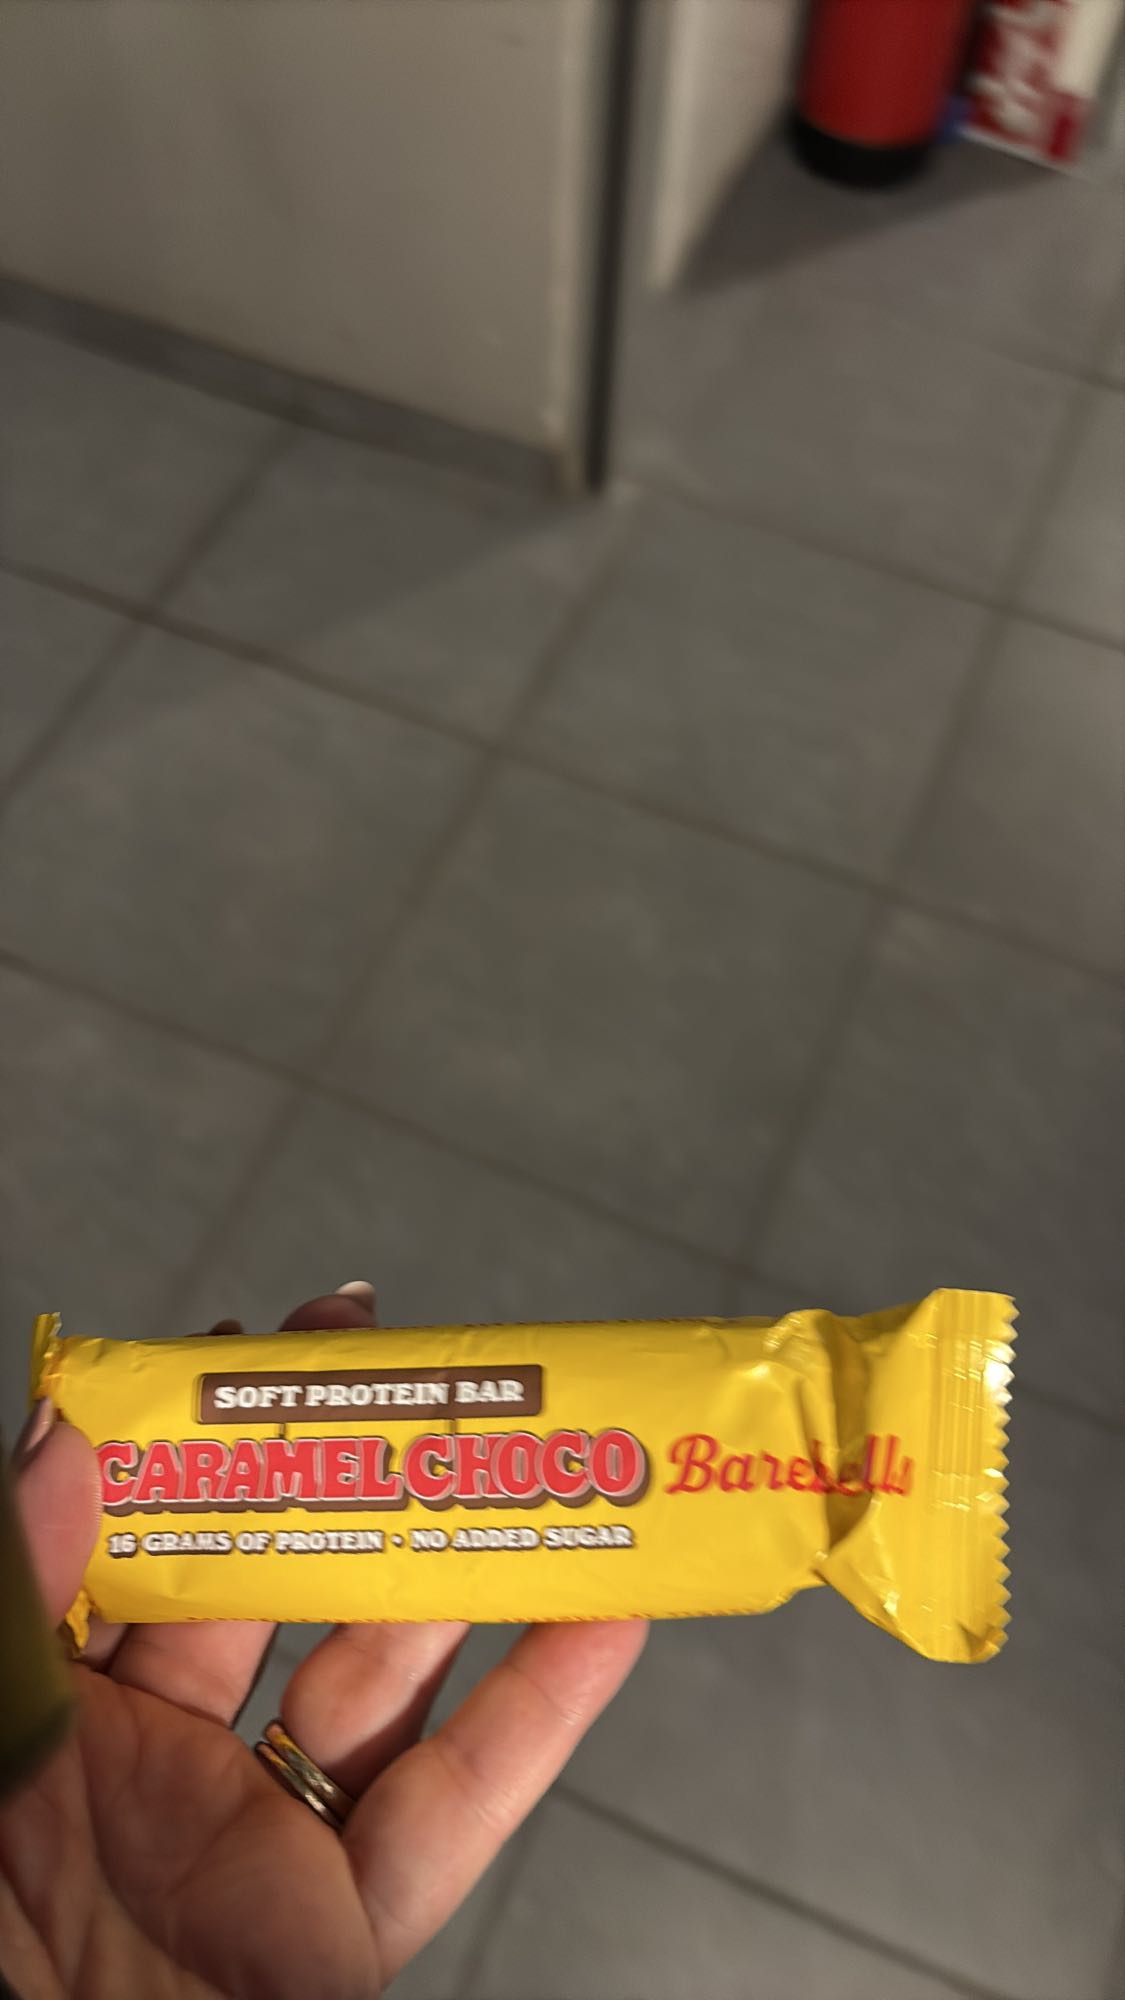 SOFT PROTEIN BAR
CARAMEL CHOCO
Barebells
16 GRAMS OF PROTEIN • NO ADDED SUGAR